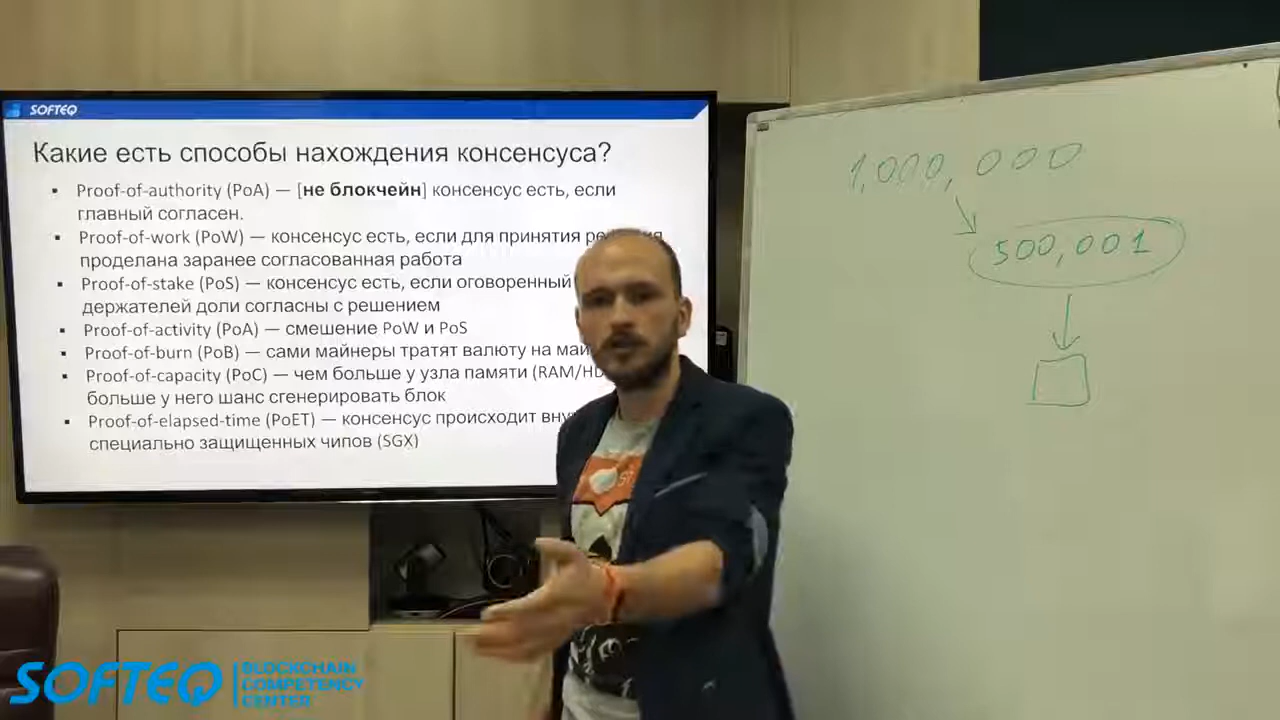 SOFTEQ
Какие есть способы нахождения консенсуса?
▪ Proof-of-authority (PoA) — [не блокчейн] консенсус есть, если
главный согласен.
▪ Proof-of-work (PoW) — консенсус есть, если для принятия
проделана заранее согласованная работа
▪ Proof-of-stake (PoS) — консенсус есть, если оговоренный
держателей доли согласны с решением
▪ Proof-of-activity (PoA) — смешение PoW и PoS
▪ Proof-of-burn (PoB) — сами майнеры тратят валюту на
▪ Proof-of-capacity (PoC) — чем больше у узла памяти (RAM/HD
больше у него шанс сгенерировать блок
▪ Proof-of-elapsed-time (PoET) — консенсус происходит
специально защищенных чипов (SGX)
1,000,000
500,001
SOFTEQ
BLOCKCHAIN
COMPETENCY
CENTER